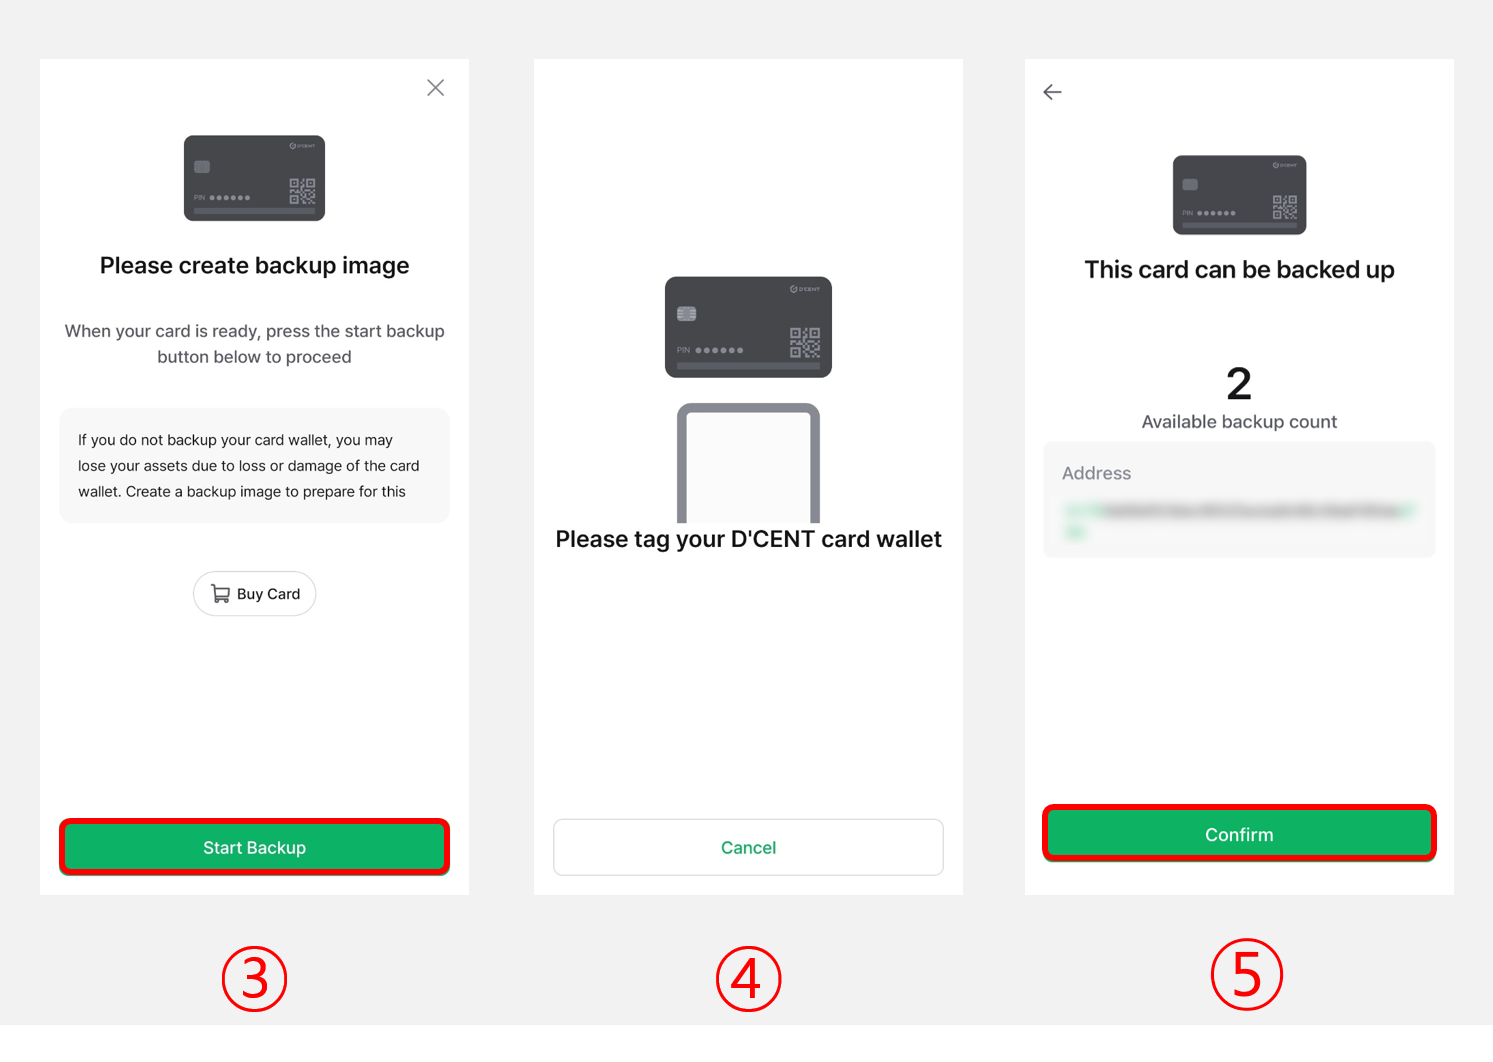 D'CENT
PIN
Please create backup image
When your card is ready, press the start backup
button below to proceed
If you do not backup your card wallet, you may
lose your assets due to loss or damage of the card
wallet. Create a backup image to prepare for this
Buy Card
Start Backup
③
D'CENT
PIN
Please tag your D'CENT card wallet
Cancel
④
D'CENT
PIN
This card can be backed up
2
Available backup count
Address
Confirm
⑤